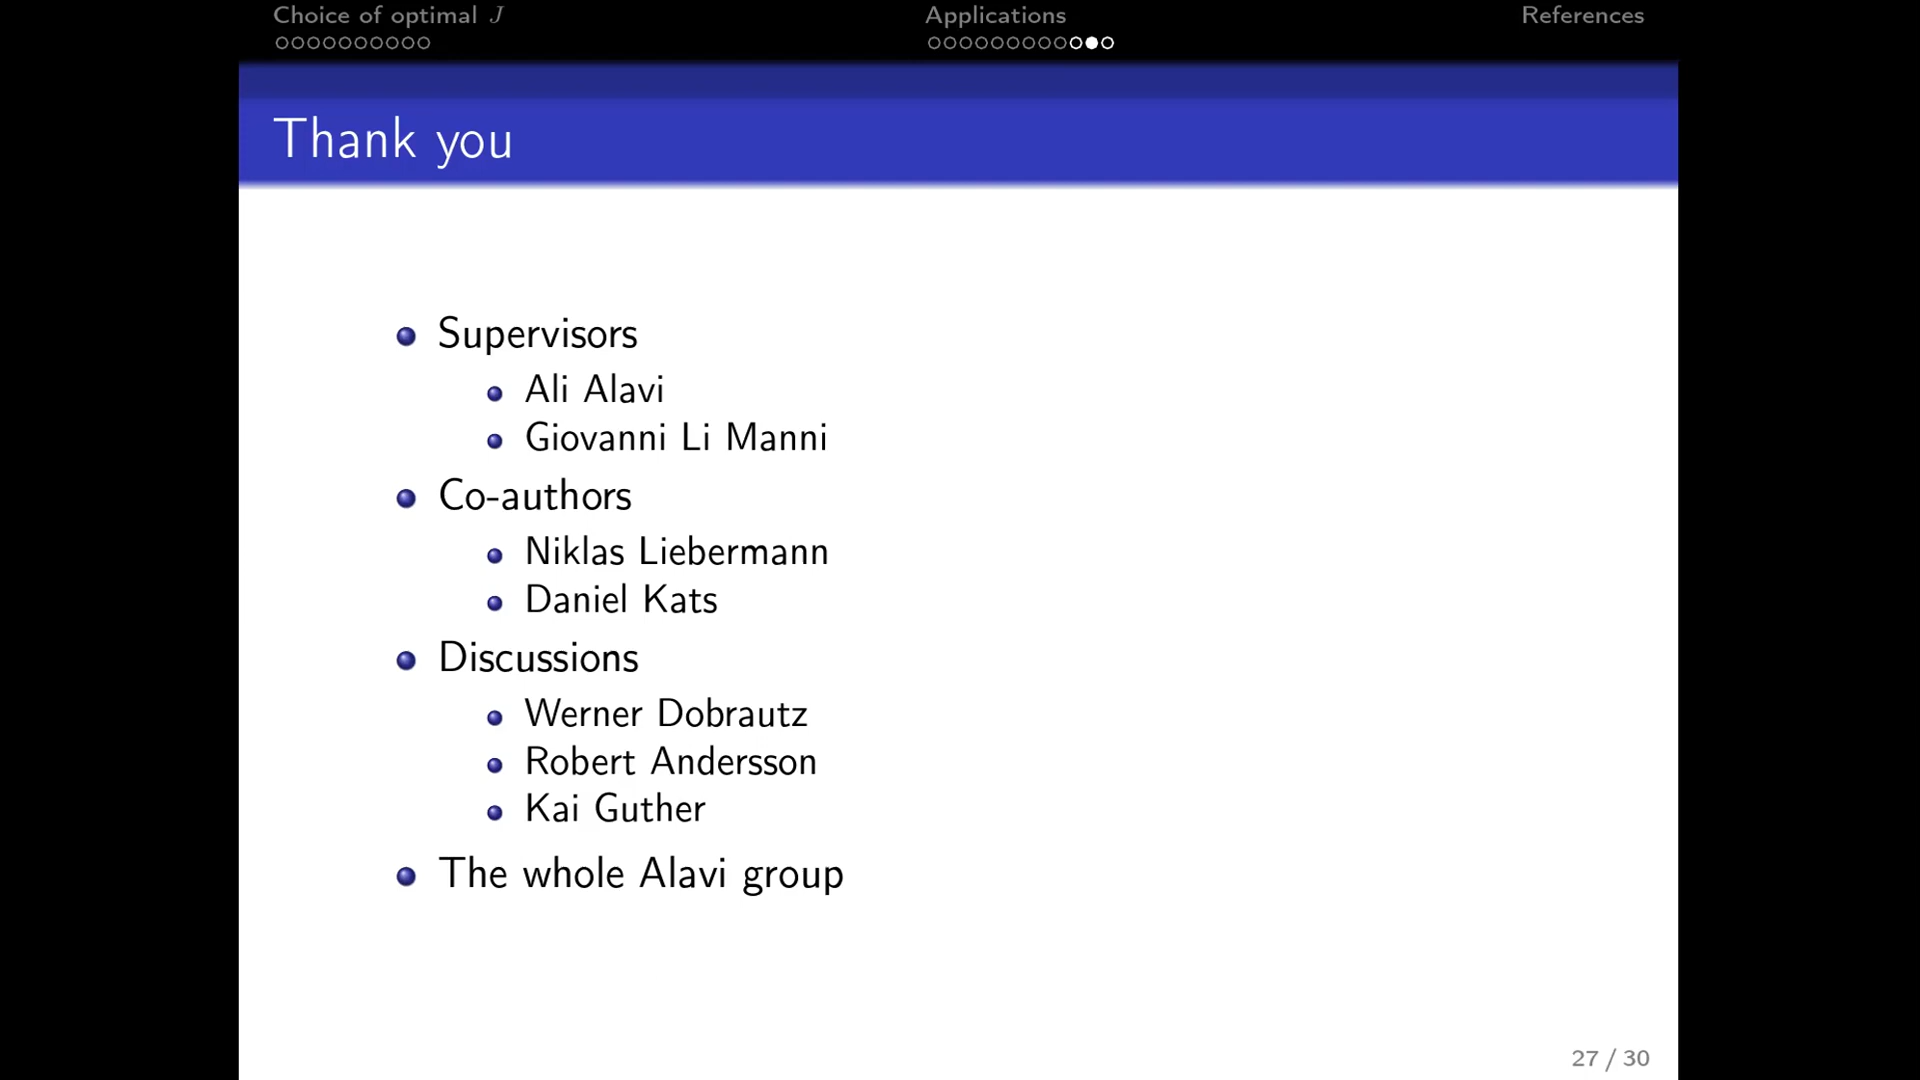 Choice of optimal J
Applications
References
Thank you
Supervisors
Ali Alavi
Giovanni Li Manni
Co-authors
Niklas Liebermann
Daniel Kats
Discussions
Werner Dobrautz
Robert Andersson
Kai Guther
The whole Alavi group
27 / 30